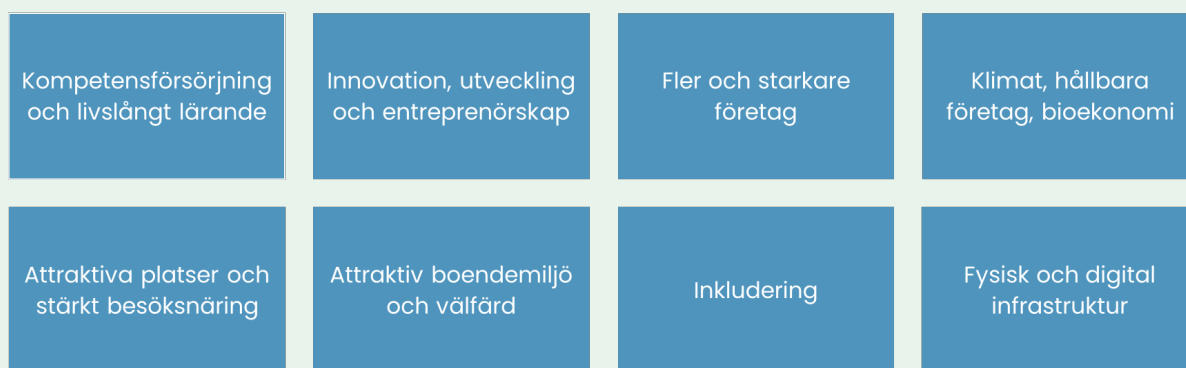 Kompetensförsörjning
och livslångt lärande
Innovation, utveckling
och entreprenörskap
Fler och starkare
företag
Klimat, hållbara
företag, bioekonomi
Attraktiva platser och
stärkt besöksnäring
Attraktiv boendemiljö
och välfärd
Inkludering
Fysisk och digital
infrastruktur